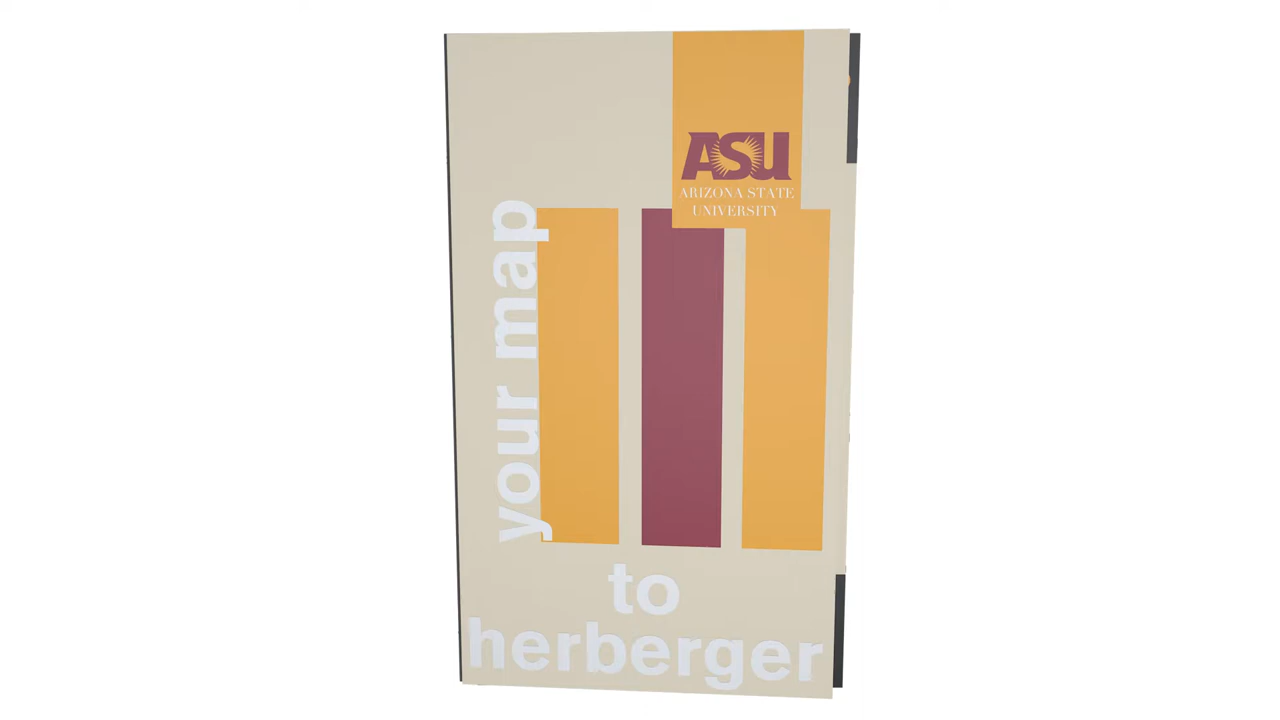 ASU
ARIZONA STATE
UNIVERSITY
your map
to
herberger